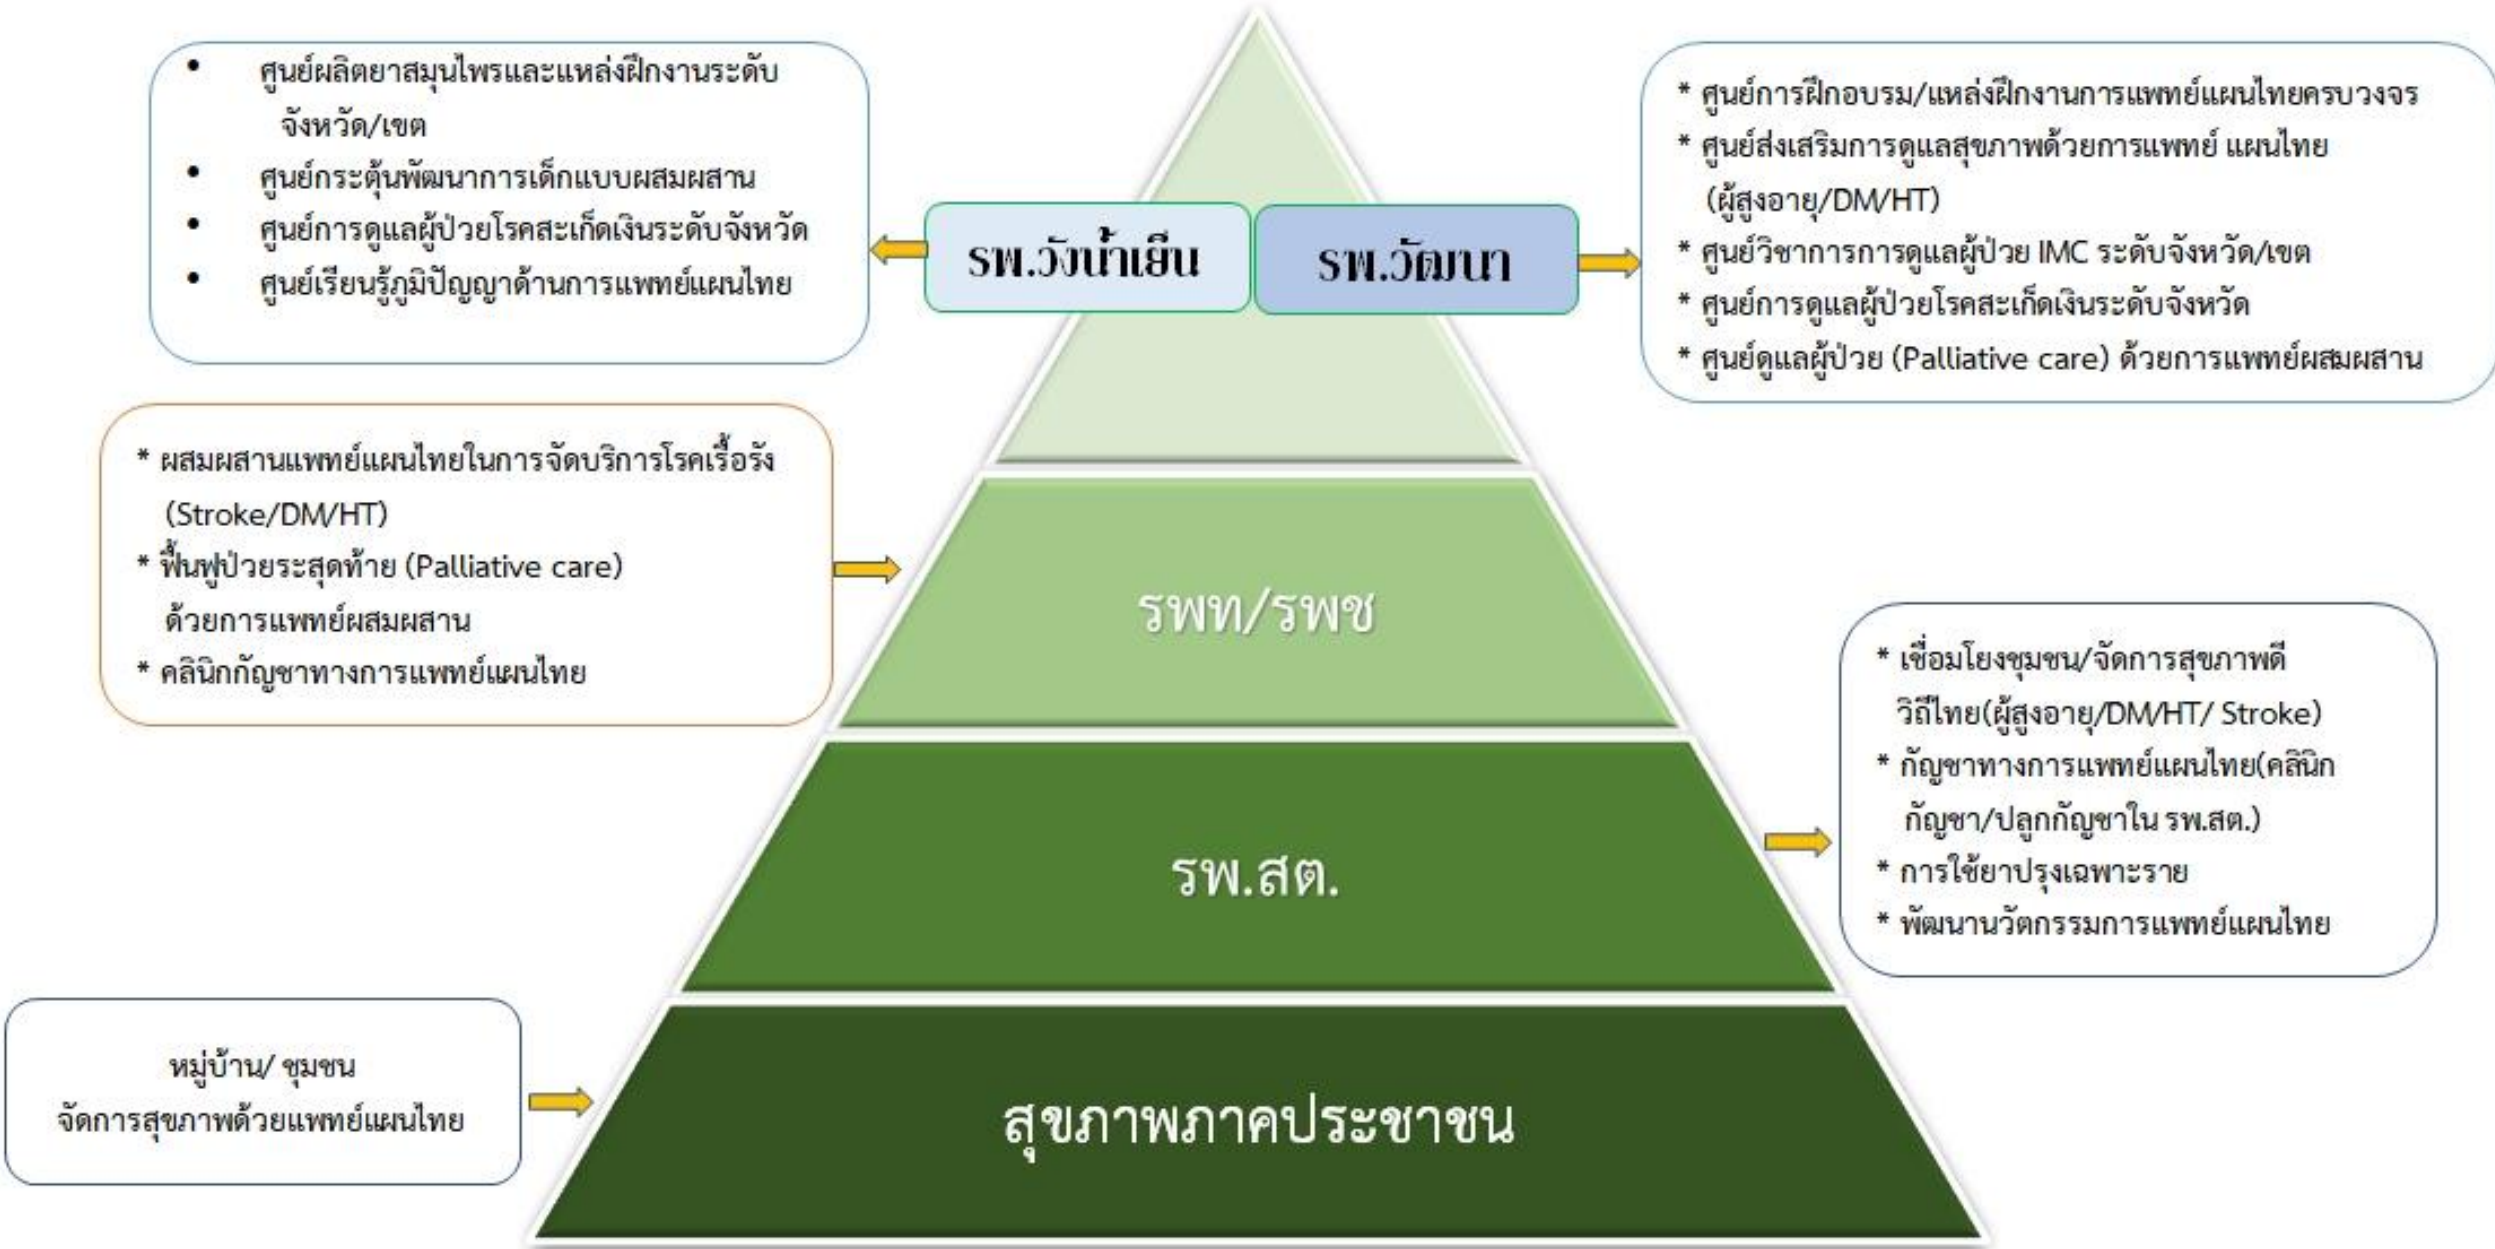 • ศูนย์ผลิตยาสมุนไพรและแหล่งฝึกงานระดับ
จังหวัด/เขต
• ศูนย์กระตุ้นพัฒนาการเด็กแบบผสมผสาน
• ศูนย์การดูแลผู้ป่วยโรคสะเก็ดเงินระดับจังหวัด
• ศูนย์เรียนรู้ภูมิปัญญาด้านการแพทย์แผนไทย
รพ.วังน้ำเย็น
รพ.วัฒนา
* ศูนย์การฝึกอบรม/แหล่งฝึกงานการแพทย์แผนไทยครบวงจร
* ศูนย์ส่งเสริมการดูแลสุขภาพด้วยการแพทย์ แผนไทย
(ผู้สูงอายุ/DM/HT)
* ศูนย์วิชาการการดูแลผู้ป่วย IMC ระดับจังหวัด/เขต
* ศูนย์การดูแลผู้ป่วยโรคสะเก็ดเงินระดับจังหวัด
* ศูนย์ดูแลผู้ป่วย (Palliative care) ด้วยการแพทย์ผสมผสาน
* ผสมผสานแพทย์แผนไทยในการจัดบริการโรคเรื้อรัง
(Stroke/DM/HT)
* ฟื้นฟูป่วยระสุดท้าย (Palliative care)
ด้วยการแพทย์ผสมผสาน
* คลินิกกัญชาทางการแพทย์แผนไทย
รพท/รพช
* เชื่อมโยงชุมชน/จัดการสุขภาพดี
วิถีไทย(ผู้สูงอายุ/DM/HT/ Stroke)
* กัญชาทางการแพทย์แผนไทย(คลินิก
กัญชา/ปลูกกัญชาใน รพ.สต.)
* การใช้ยาปรุงเฉพาะราย
* พัฒนานวัตกรรมการแพทย์แผนไทย
รพ.สต.
หมู่บ้าน/ ชุมชน
จัดการสุขภาพด้วยแพทย์แผนไทย
สุขภาพภาคประชาชน